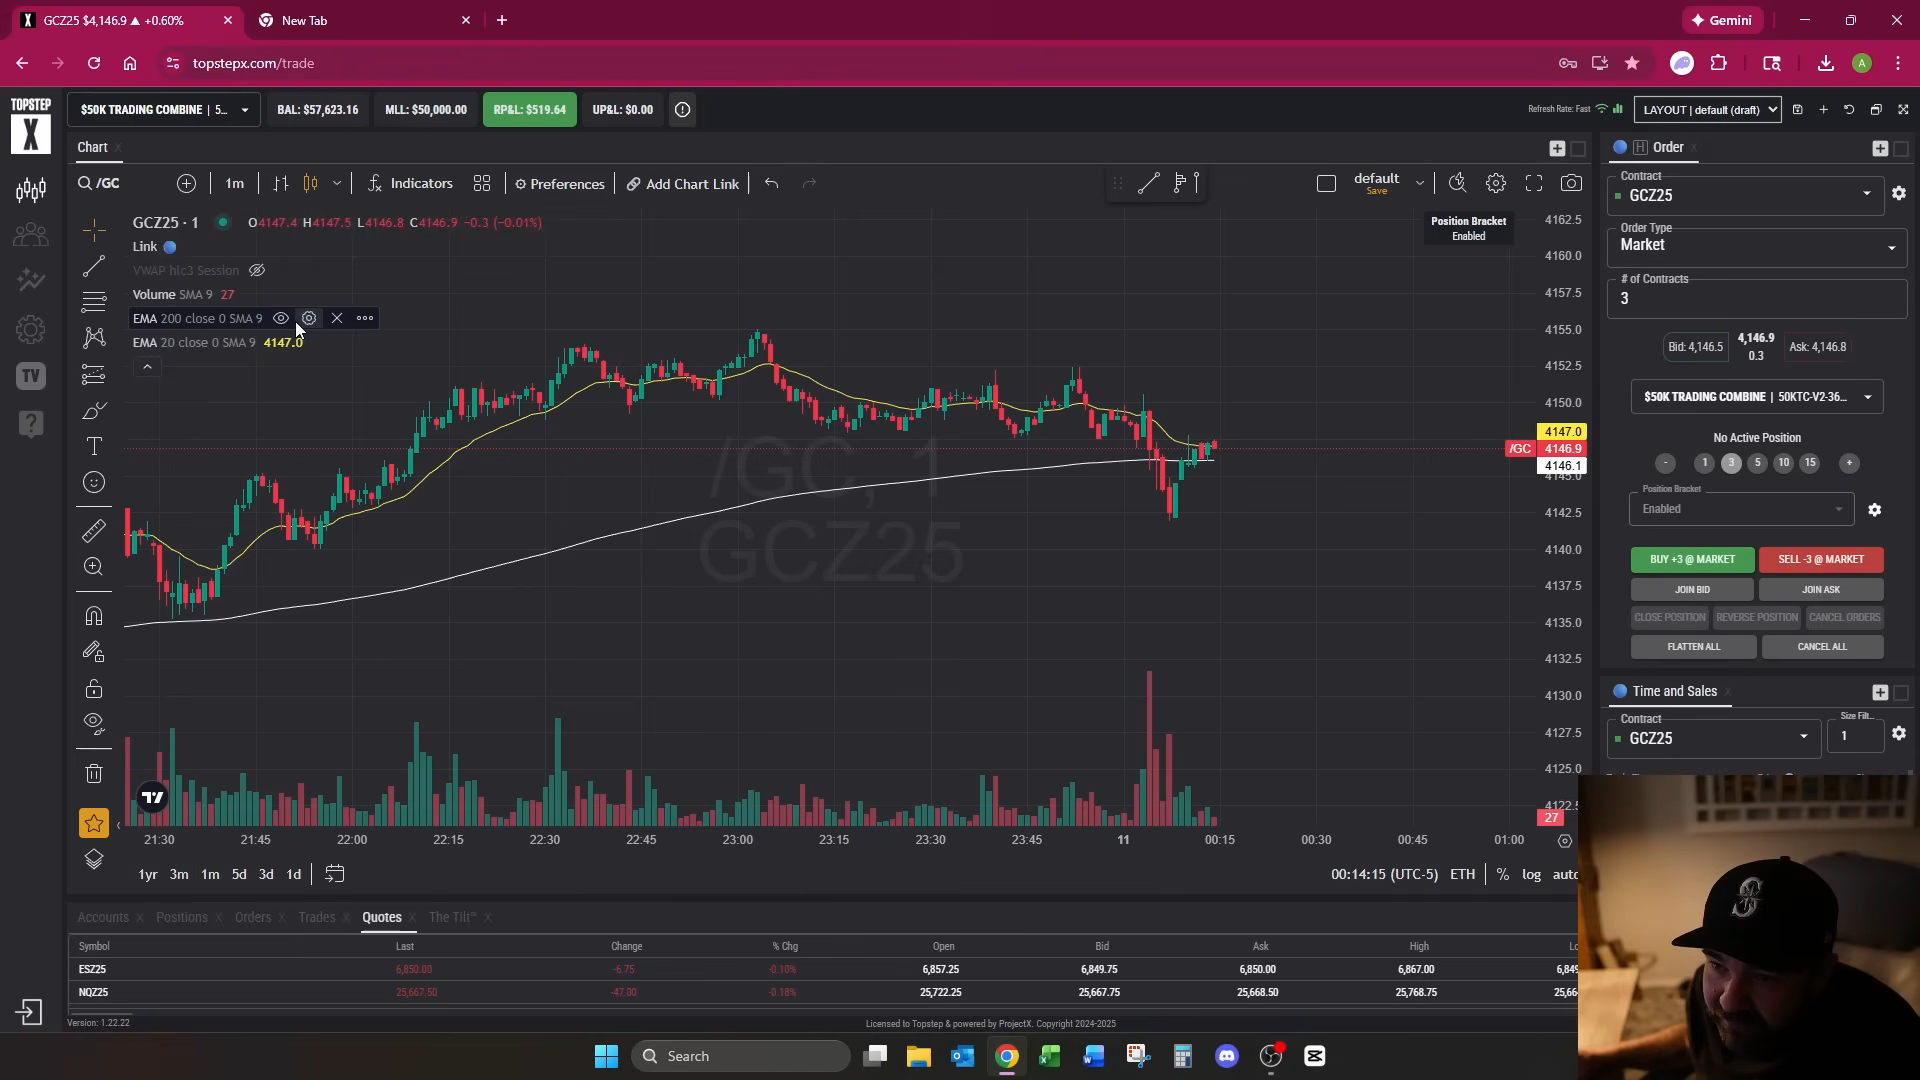 GCZ25 $4,146.9 ▲ +0.60%
New Tab
Gemini
topstepx.com/trade
A
TOPSTEP
X
$50K TRADING COMBINE | 5...
BAL: $57,623.16
MLL: $50,000.00
RP&L: $519.64
UP&L: $0.00
Refresh Rate: Fast
LAYOUT | default (draft)
Chart
/GC
1m
Indicators
Preferences
Add Chart Link
default
Save
GCZ25 · 1
O4147.4 H4147.5 L4146.8 C4146.9 −0.3 (−0.01%)
Link
VWAP hlc3 Session
Volume SMA 9 27
EMA 200 close 0 SMA 9
EMA 20 close 0 SMA 9 4147.0
Position Bracket
Enabled
/GC, 1
GCZ25
4162.5
4160.0
4157.5
4155.0
4152.5
4150.0
4147.0
/GC 4146.9
4146.1
4145.0
4142.5
4140.0
4137.5
4135.0
4132.5
4130.0
4127.5
4125.0
4122.5
27
21:30
21:45
22:00
22:15
22:30
22:45
23:00
23:15
23:30
23:45
11
00:15
00:30
00:45
01:00
1yr
3m
1m
5d
3d
1d
00:14:15 (UTC-5)
ETH
%
log
auto
TV
H
Order
Contract
GCZ25
Order Type
Market
# of Contracts
3
Bid: 4,146.5
4,146.9
0.3
Ask: 4,146.8
$50K TRADING COMBINE | 50KTC-V2-36...
No Active Position
-
1
3
5
10
15
+
Position Bracket
Enabled
BUY +3 @ MARKET
SELL -3 @ MARKET
JOIN BID
JOIN ASK
CLOSE POSITION
REVERSE POSITION
CANCEL ORDERS
FLATTEN ALL
CANCEL ALL
Time and Sales
Contract
GCZ25
Size Filt...
1
Accounts
Positions
Orders
Trades
Quotes
The Tilt™
Symbol
Last
Change
% Chg
Open
Bid
Ask
High
ESZ25
6,850.00
-6.75
-0.10%
6,857.25
6,849.75
6,850.00
6,867.00
NQZ25
25,667.50
-47.00
-0.18%
25,722.25
25,667.75
25,668.50
25,768.75
Version: 1.22.22
Licensed to Topstep & powered by ProjectX. Copyright 2024-2025
Search